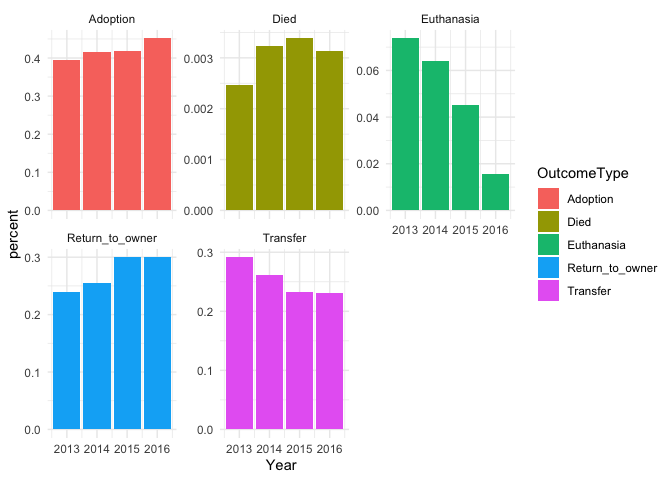 Adoption
Died
Euthanasia
0.4
0.3
0.2
0.1
0.0
0.003
0.002
0.001
0.000
0.06
0.04
0.02
0.00
2013 2014 2015 2016
Return_to_owner
Transfer
0.3
0.2
0.1
0.0
0.3
0.2
0.1
0.0
2013 2014 2015 2016
2013 2014 2015 2016
Year
percent
OutcomeType
Adoption
Died
Euthanasia
Return_to_owner
Transfer